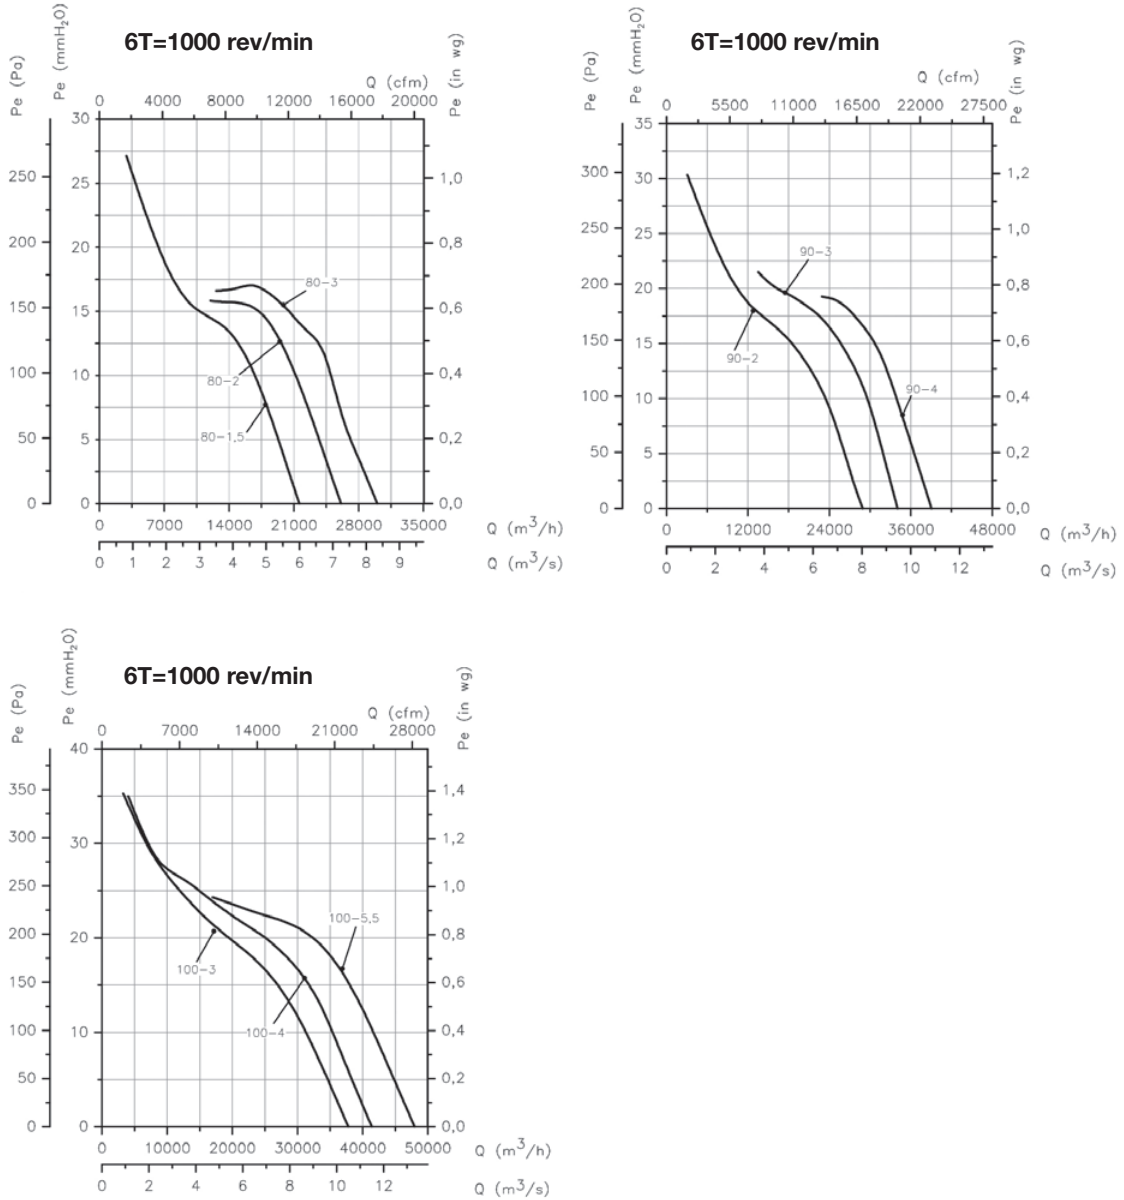 6T=1000 rev/min
Pe (Pa)
Pe (mmH2O)
Q (cfm)
Pe (in wg)
0 4000 8000 12000 16000 20000
30
250
25
1,0
200
20
0,8
80-3
150
15
0,6
80-2
100
10
0,4
80-1,5
50
5
0,2
0
0
0,0
0 7000 14000 21000 28000 35000 Q (m3/h)
0 1 2 3 4 5 6 7 8 9 Q (m3/s)
6T=1000 rev/min
Pe (Pa)
Pe (mmH2O)
Q (cfm)
Pe (in wg)
0 5500 11000 16500 22000 27500
35
300
30
1,2
250
25
1,0
90-3
200
20
0,8
150
15
0,6
90-2
100
10
0,4
90-4
50
5
0,2
0
0
0,0
0 12000 24000 36000 48000 Q (m3/h)
0 2 4 6 8 10 12 Q (m3/s)
6T=1000 rev/min
Pe (Pa)
Pe (mmH2O)
Q (cfm)
Pe (in wg)
0 7000 14000 21000 28000
40
350
1,4
300
30
1,2
250
1,0
100-5,5
200
20
0,8
100-3
150
0,6
100-4
100
10
0,4
50
0,2
0
0
0,0
0 10000 20000 30000 40000 50000 Q (m3/h)
0 2 4 6 8 10 12 Q (m3/s)